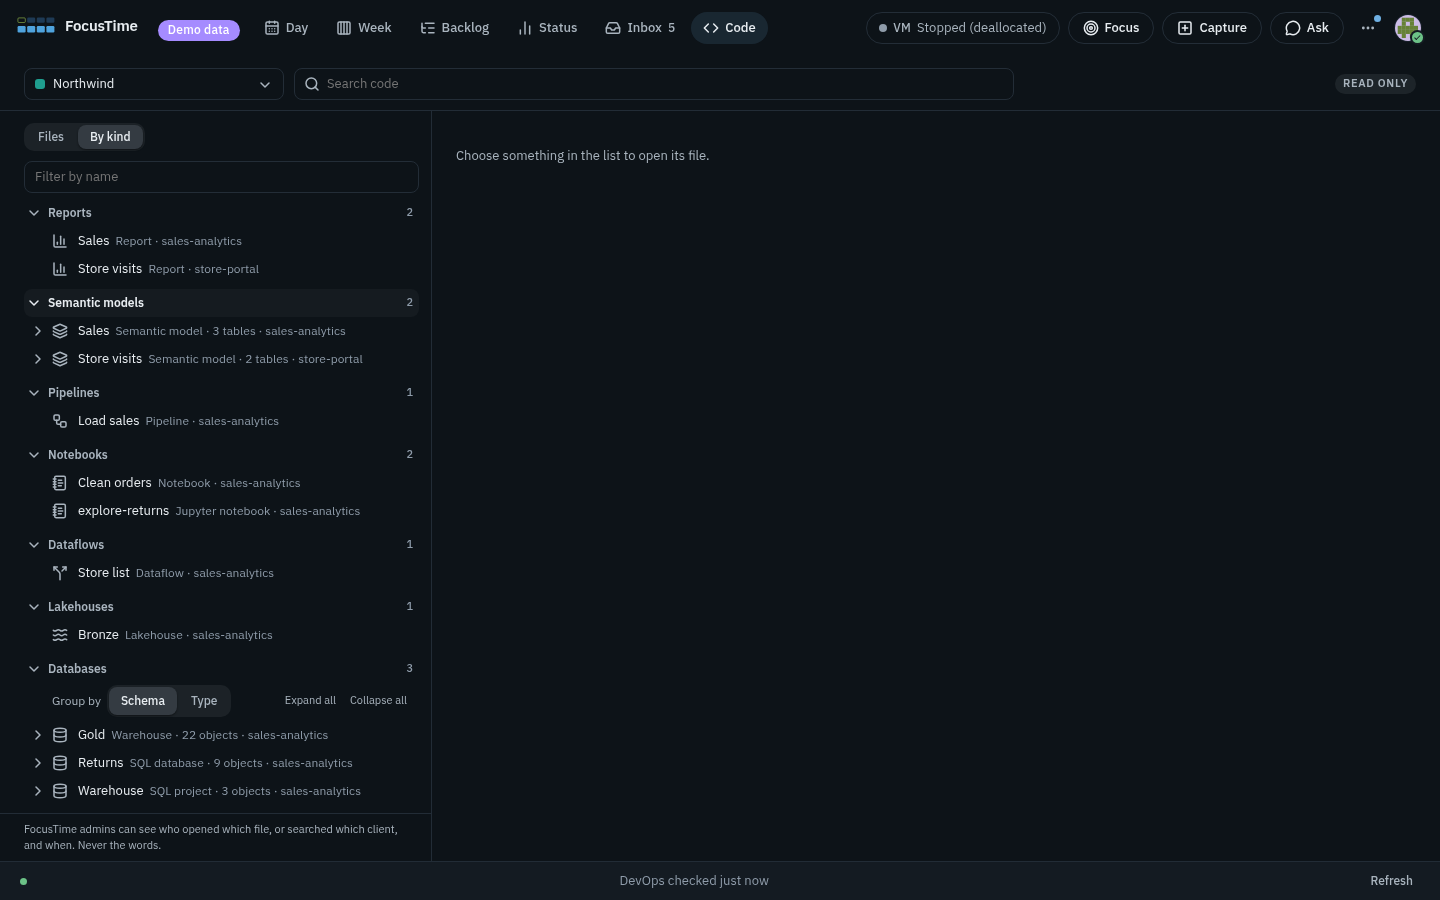 FocusTime
Demo data
Day
Week
Backlog
Status
Inbox 5
Code
VM Stopped (deallocated)
Focus
Capture
Ask
Northwind
Search code
READ ONLY
Files
By kind
Filter by name
Choose something in the list to open its file.
Reports 2
Sales Report · sales-analytics
Store visits Report · store-portal
Semantic models 2
Sales Semantic model · 3 tables · sales-analytics
Store visits Semantic model · 2 tables · store-portal
Pipelines 1
Load sales Pipeline · sales-analytics
Notebooks 2
Clean orders Notebook · sales-analytics
explore-returns Jupyter notebook · sales-analytics
Dataflows 1
Store list Dataflow · sales-analytics
Lakehouses 1
Bronze Lakehouse · sales-analytics
Databases 3
Group by Schema Type Expand all Collapse all
Gold Warehouse · 22 objects · sales-analytics
Returns SQL database · 9 objects · sales-analytics
Warehouse SQL project · 3 objects · sales-analytics
FocusTime admins can see who opened which file, or searched which client,
and when. Never the words.
DevOps checked just now
Refresh